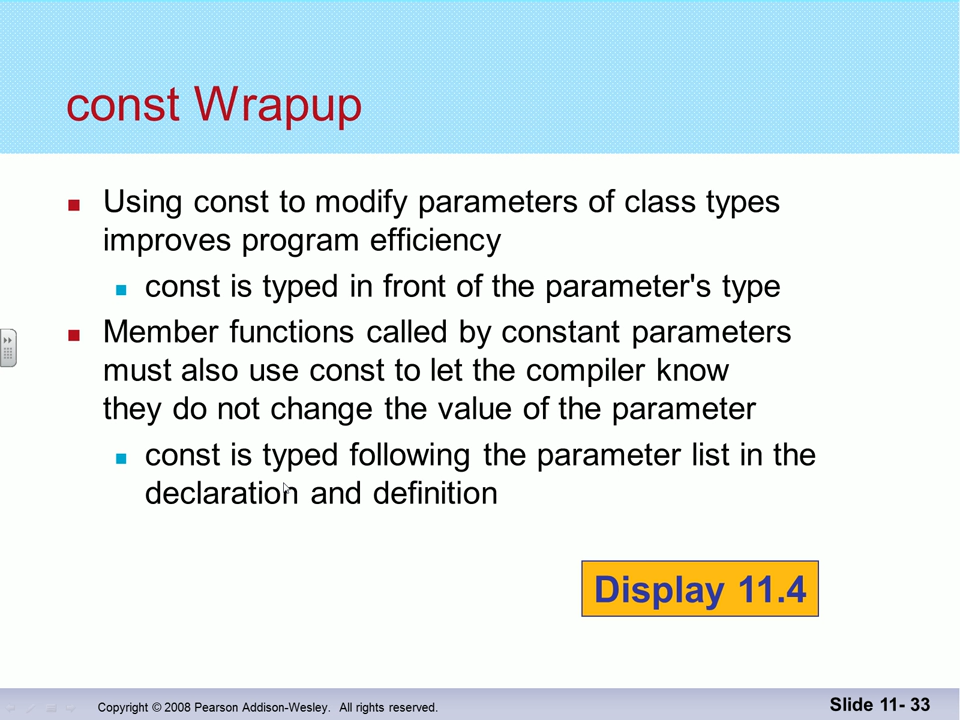 const Wrapup
Using const to modify parameters of class types
improves program efficiency
const is typed in front of the parameter's type
Member functions called by constant parameters
must also use const to let the compiler know
they do not change the value of the parameter
const is typed following the parameter list in the
declaration and definition
Display 11.4
Copyright © 2008 Pearson Addison-Wesley. All rights reserved.
Slide 11- 33